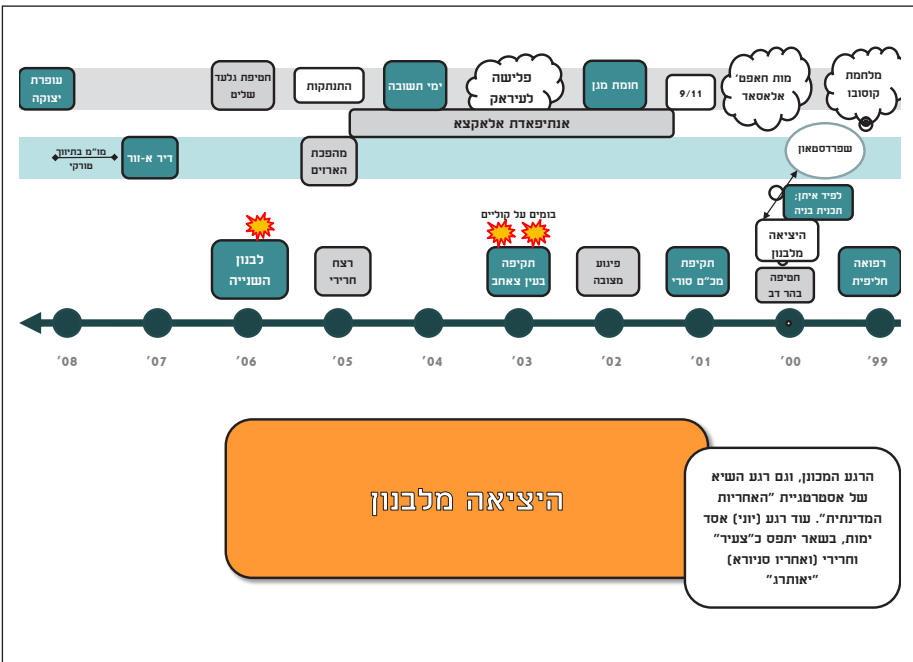 מלחמת
קוסובו
מות חאפט'
אלאסאד
9/11
חומת מגן
פלישה
לעיראק
ימי תשובה
התנתקות
חטיפת גלעד
שליט
עופרת
יצוקה
אנתיפאדת אלאקצא
שפרדסטאון
מהפכת
הארזים
דיר א-זור
מו"מ בתיווך
טורקי
לפיד איתן;
תכנית בניה
היציאה
מלבנון
חטיפה
בהר דב
רפואה
חליפית
תקיפת
מכ"ם סורי
פיגוע
מצובה
בומים על קוליים
תקיפה
בעין צאחב
רצח
חרירי
לבנון
השנייה
'99
'00
'01
'02
'03
'04
'05
'06
'07
'08
היציאה מלבנון
הרגע המכונן, וגם רגע השיא
של אסטרטגיית "האחריות
המדינתית". עוד רגע (יוני) אסד
ימות, בשאר יתפס כ"צעיר"
וחרירי (ואחריו סניורא)
"יאותרג"